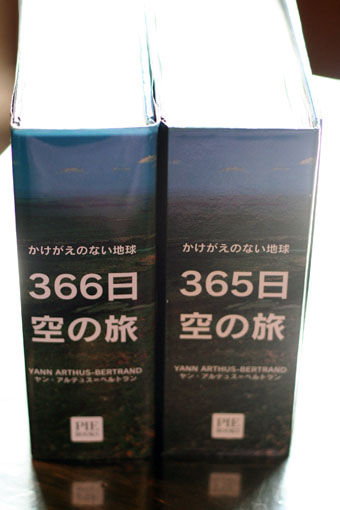 かけがえのない地球
366日
空の旅
YANN ARTHUS-BERTRAND
ヤン・アルテュス=ベルトラン
PIE
BOOKS
かけがえのない地球
365日
空の旅
YANN ARTHUS-BERTRAND
ヤン・アルテュス=ベルトラン
PIE
BOOKS